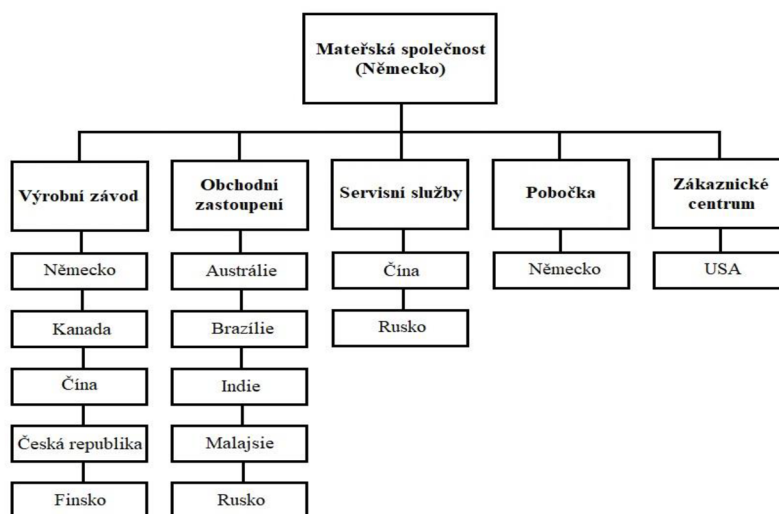 Mateřská společnost
(Německo)
Výrobní závod
Německo
Kanada
Čína
Česká republika
Finsko
Obchodní
zastoupení
Austrálie
Brazílie
Indie
Malajsie
Rusko
Servisní služby
Čína
Rusko
Pobočka
Německo
Zákaznické
centrum
USA